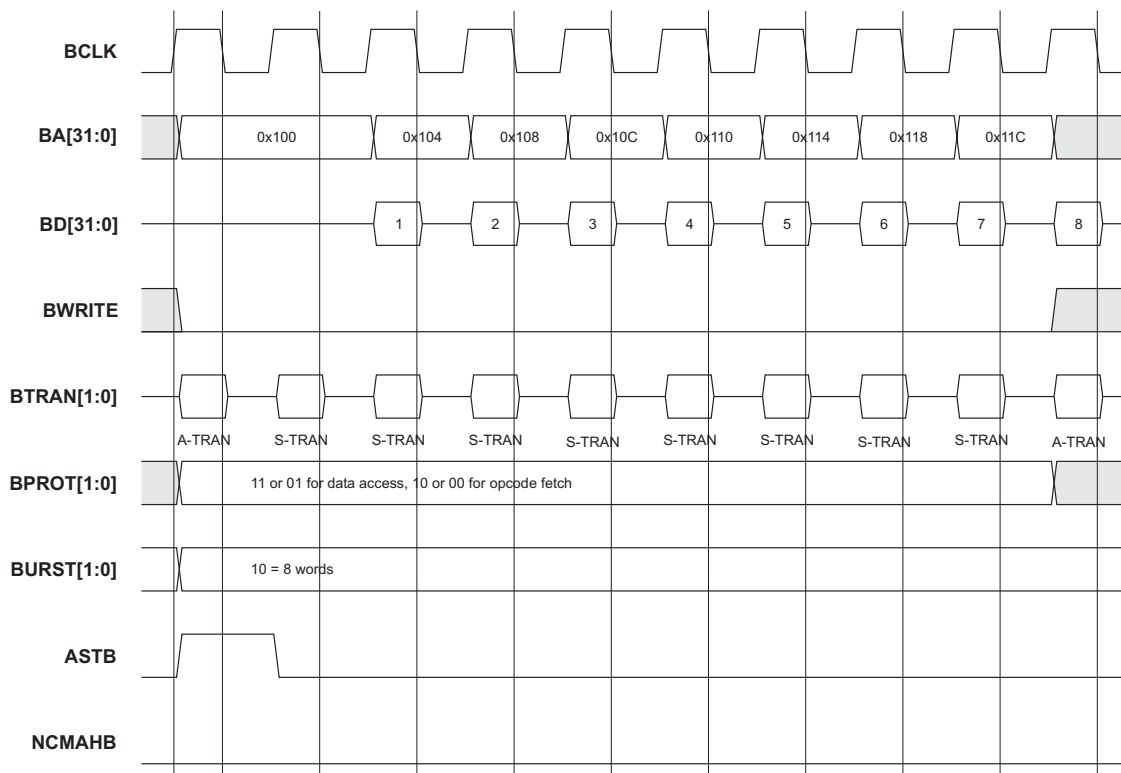 BCLK
BA[31:0] 0x100 0x104 0x108 0x10C 0x110 0x114 0x118 0x11C
BD[31:0] 1 2 3 4 5 6 7 8
BWRITE
BTRAN[1:0]
A-TRAN S-TRAN S-TRAN S-TRAN S-TRAN S-TRAN S-TRAN S-TRAN S-TRAN A-TRAN
BPROT[1:0] 11 or 01 for data access, 10 or 00 for opcode fetch
BURST[1:0] 10 = 8 words
ASTB
NCMAHB